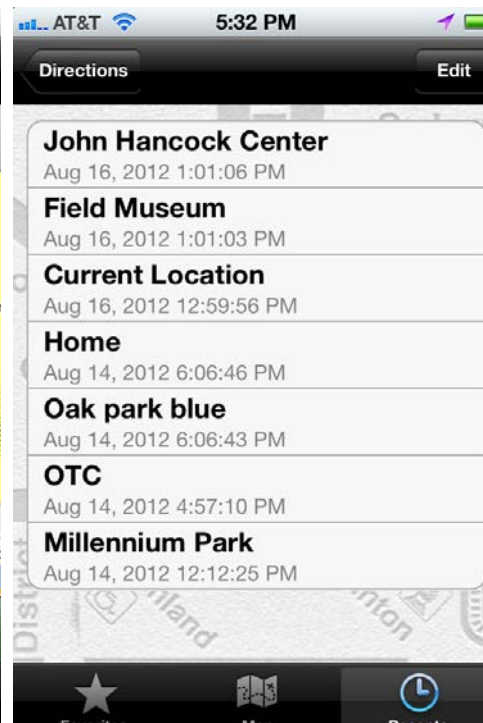 AT&T 5:32 PM
Directions Edit
John Hancock Center
Aug 16, 2012 1:01:06 PM
Field Museum
Aug 16, 2012 1:01:03 PM
Current Location
Aug 16, 2012 12:59:56 PM
Home
Aug 14, 2012 6:06:46 PM
Oak park blue
Aug 14, 2012 6:06:43 PM
OTC
Aug 14, 2012 4:57:10 PM
Millennium Park
Aug 14, 2012 12:12:25 PM
District